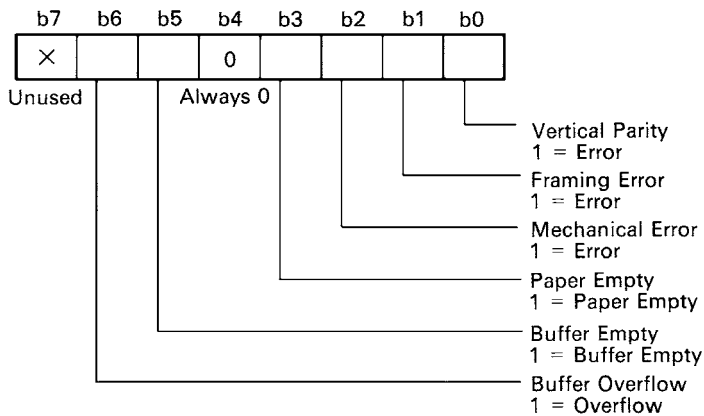 b7 b6 b5 b4 b3 b2 b1 b0
× 0
Unused Always 0
Vertical Parity
1 = Error
Framing Error
1 = Error
Mechanical Error
1 = Error
Paper Empty
1 = Paper Empty
Buffer Empty
1 = Buffer Empty
Buffer Overflow
1 = Overflow